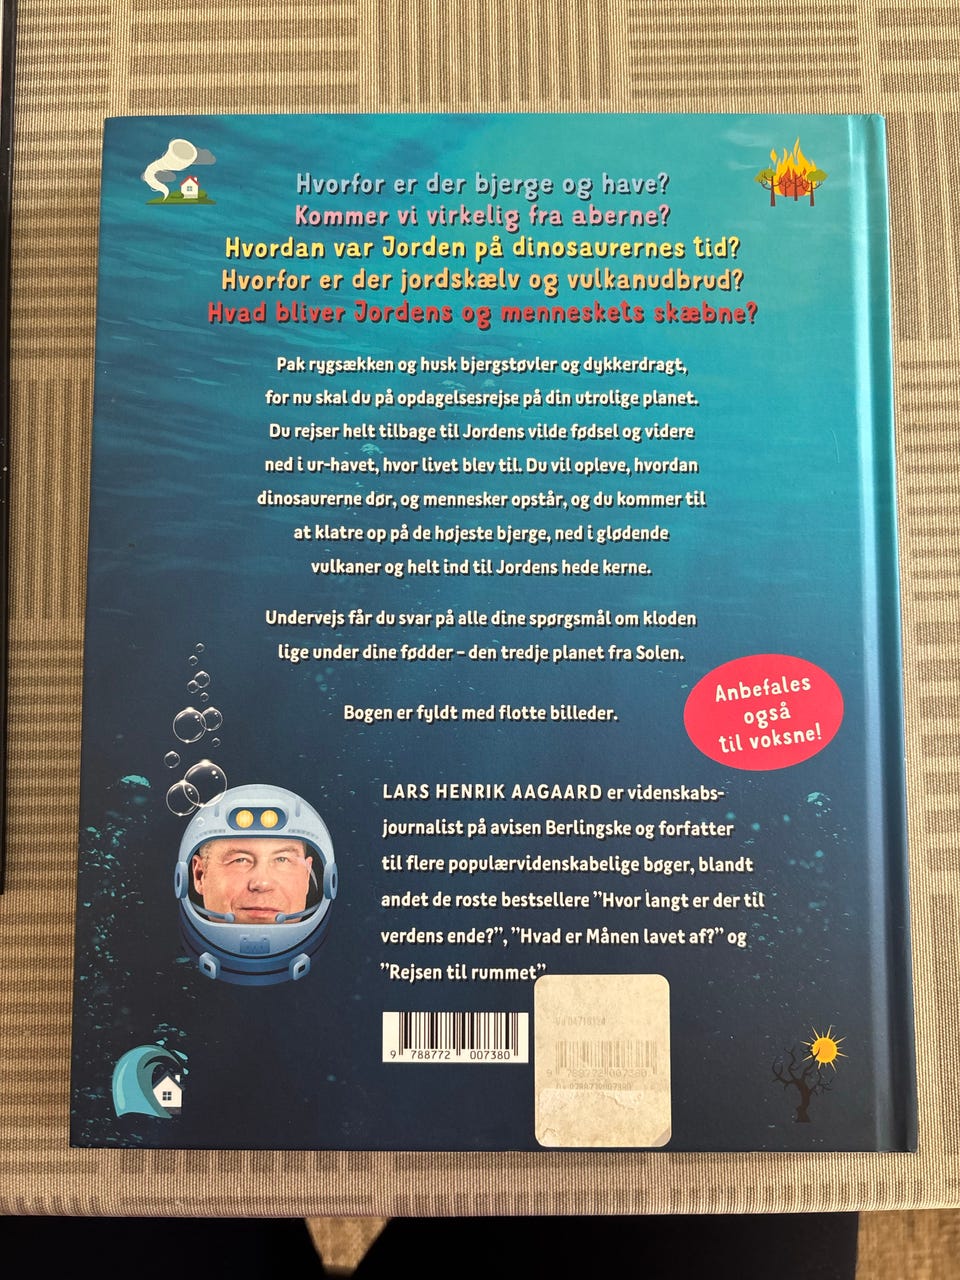 Hvorfor er der bjerge og have?
Kommer vi virkelig fra aberne?
Hvordan var Jorden på dinosaurernes tid?
Hvorfor er der jordskælv og vulkanudbrud?
Hvad bliver Jordens og menneskets skæbne?
Pak rygsækken og husk bjergstøvler og dykkerdragt,
for nu skal du på opdagelsesrejse på din utrolige planet.
Du rejser helt tilbage til Jordens vilde fødsel og videre
ned i ur-havet, hvor livet blev til. Du vil opleve, hvordan
dinosaurerne dør, og mennesker opstår, og du kommer til
at klatre op på de højeste bjerge, ned i glødende
vulkaner og helt ind til Jordens hede kerne.
Undervejs får du svar på alle dine spørgsmål om kloden
lige under dine fødder – den tredje planet fra Solen.
Bogen er fyldt med flotte billeder.
Anbefales
også
til voksne!
LARS HENRIK AAGAARD er videnskabs-
journalist på avisen Berlingske og forfatter
til flere populærvidenskabelige bøger, blandt
andet de roste bestsellere ”Hvor langt er der til
verdens ende?”, ”Hvad er Månen lavet af?” og
”Rejsen til rummet”
9 788772 007380
9 788772 007380